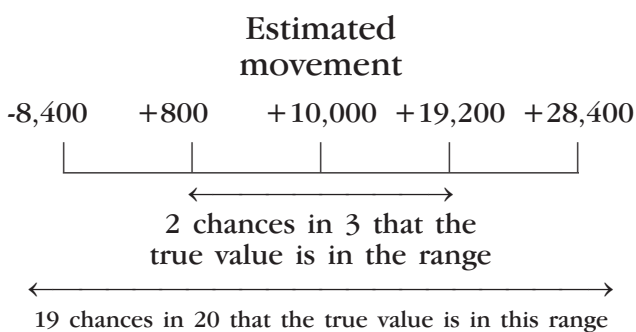 Estimated
movement
-8,400 +800 +10,000 +19,200 +28,400
2 chances in 3 that the
true value is in the range
19 chances in 20 that the true value is in this range